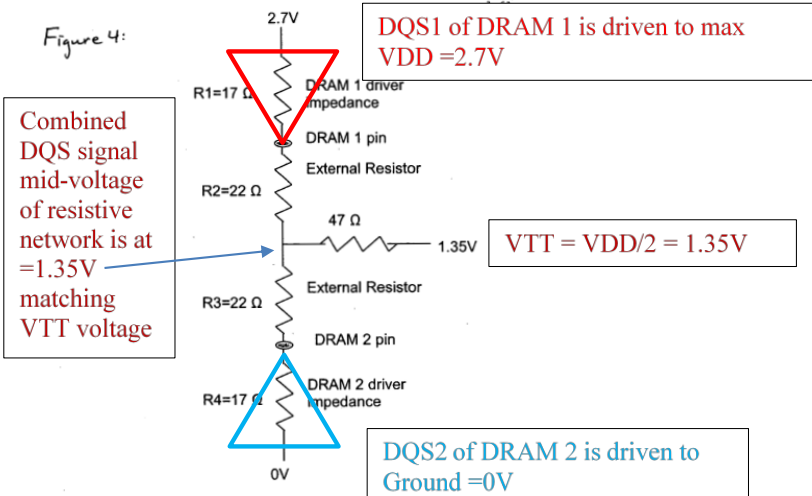 Figure 4:
2.7V
DQS1 of DRAM 1 is driven to max
VDD =2.7V
R1=17 Ω
DRAM 1 driver
impedance
DRAM 1 pin
Combined
DQS signal
mid-voltage
of resistive
network is at
=1.35V
matching
VTT voltage
External Resistor
R2=22 Ω
47 Ω
1.35V
VTT = VDD/2 = 1.35V
External Resistor
R3=22 Ω
DRAM 2 pin
DRAM 2 driver
impedance
R4=17 Ω
0V
DQS2 of DRAM 2 is driven to
Ground =0V